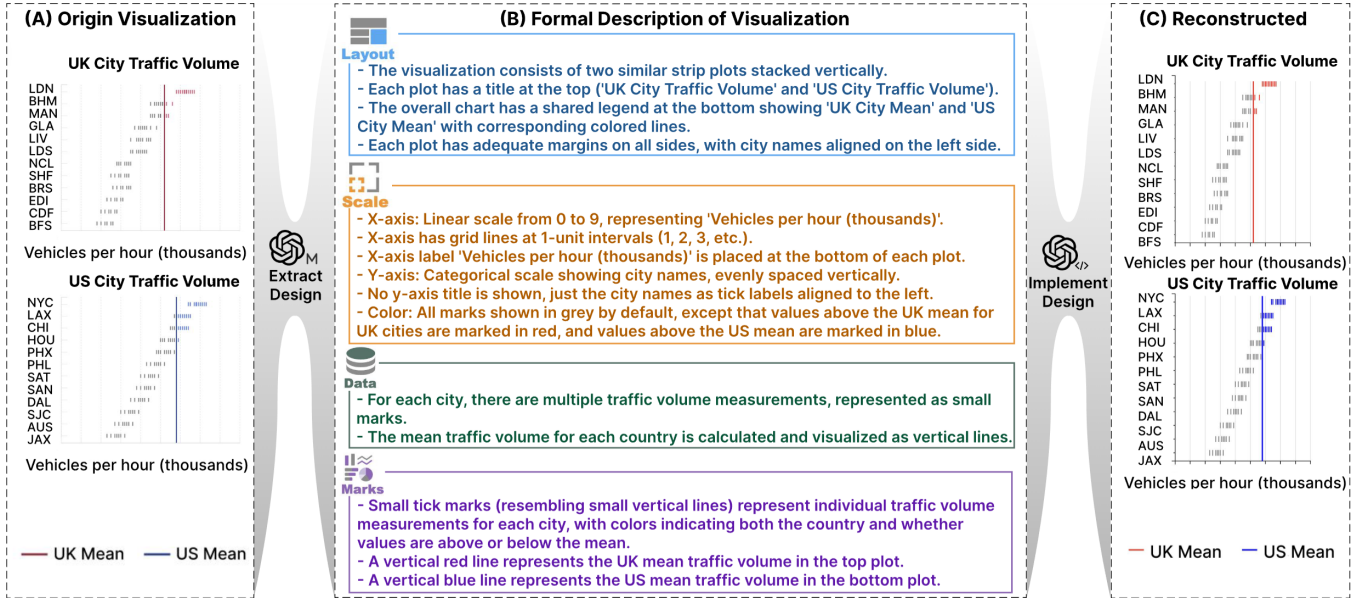 (A) Origin Visualization
UK City Traffic Volume
LDN
BHM
MAN
GLA
LIV
LDS
NCL
SHF
BRS
EDI
CDF
BFS
Vehicles per hour (thousands)
US City Traffic Volume
NYC
LAX
CHI
HOU
PHX
PHL
SAT
SAN
DAL
SJC
AUS
JAX
Vehicles per hour (thousands)
UK Mean
US Mean
M
Extract
Design
(B) Formal Description of Visualization
Layout
- The visualization consists of two similar strip plots stacked vertically.
- Each plot has a title at the top ('UK City Traffic Volume' and 'US City Traffic Volume').
- The overall chart has a shared legend at the bottom showing 'UK City Mean' and 'US
City Mean' with corresponding colored lines.
- Each plot has adequate margins on all sides, with city names aligned on the left side.
Scale
- X-axis: Linear scale from 0 to 9, representing 'Vehicles per hour (thousands)'.
- X-axis has grid lines at 1-unit intervals (1, 2, 3, etc.).
- X-axis label 'Vehicles per hour (thousands)' is placed at the bottom of each plot.
- Y-axis: Categorical scale showing city names, evenly spaced vertically.
- No y-axis title is shown, just the city names as tick labels aligned to the left.
- Color: All marks shown in grey by default, except that values above the UK mean for
UK cities are marked in red, and values above the US mean are marked in blue.
Data
- For each city, there are multiple traffic volume measurements, represented as small
marks.
- The mean traffic volume for each country is calculated and visualized as vertical lines.
Marks
- Small tick marks (resembling small vertical lines) represent individual traffic volume
measurements for each city, with colors indicating both the country and whether
values are above or below the mean.
- A vertical red line represents the UK mean traffic volume in the top plot.
- A vertical blue line represents the US mean traffic volume in the bottom plot.
</>
Implement
Design
(C) Reconstructed
UK City Traffic Volume
LDN
BHM
MAN
GLA
LIV
LDS
NCL
SHF
BRS
EDI
CDF
BFS
Vehicles per hour (thousands)
US City Traffic Volume
NYC
LAX
CHI
HOU
PHX
PHL
SAT
SAN
DAL
SJC
AUS
JAX
Vehicles per hour (thousands)
UK Mean
US Mean